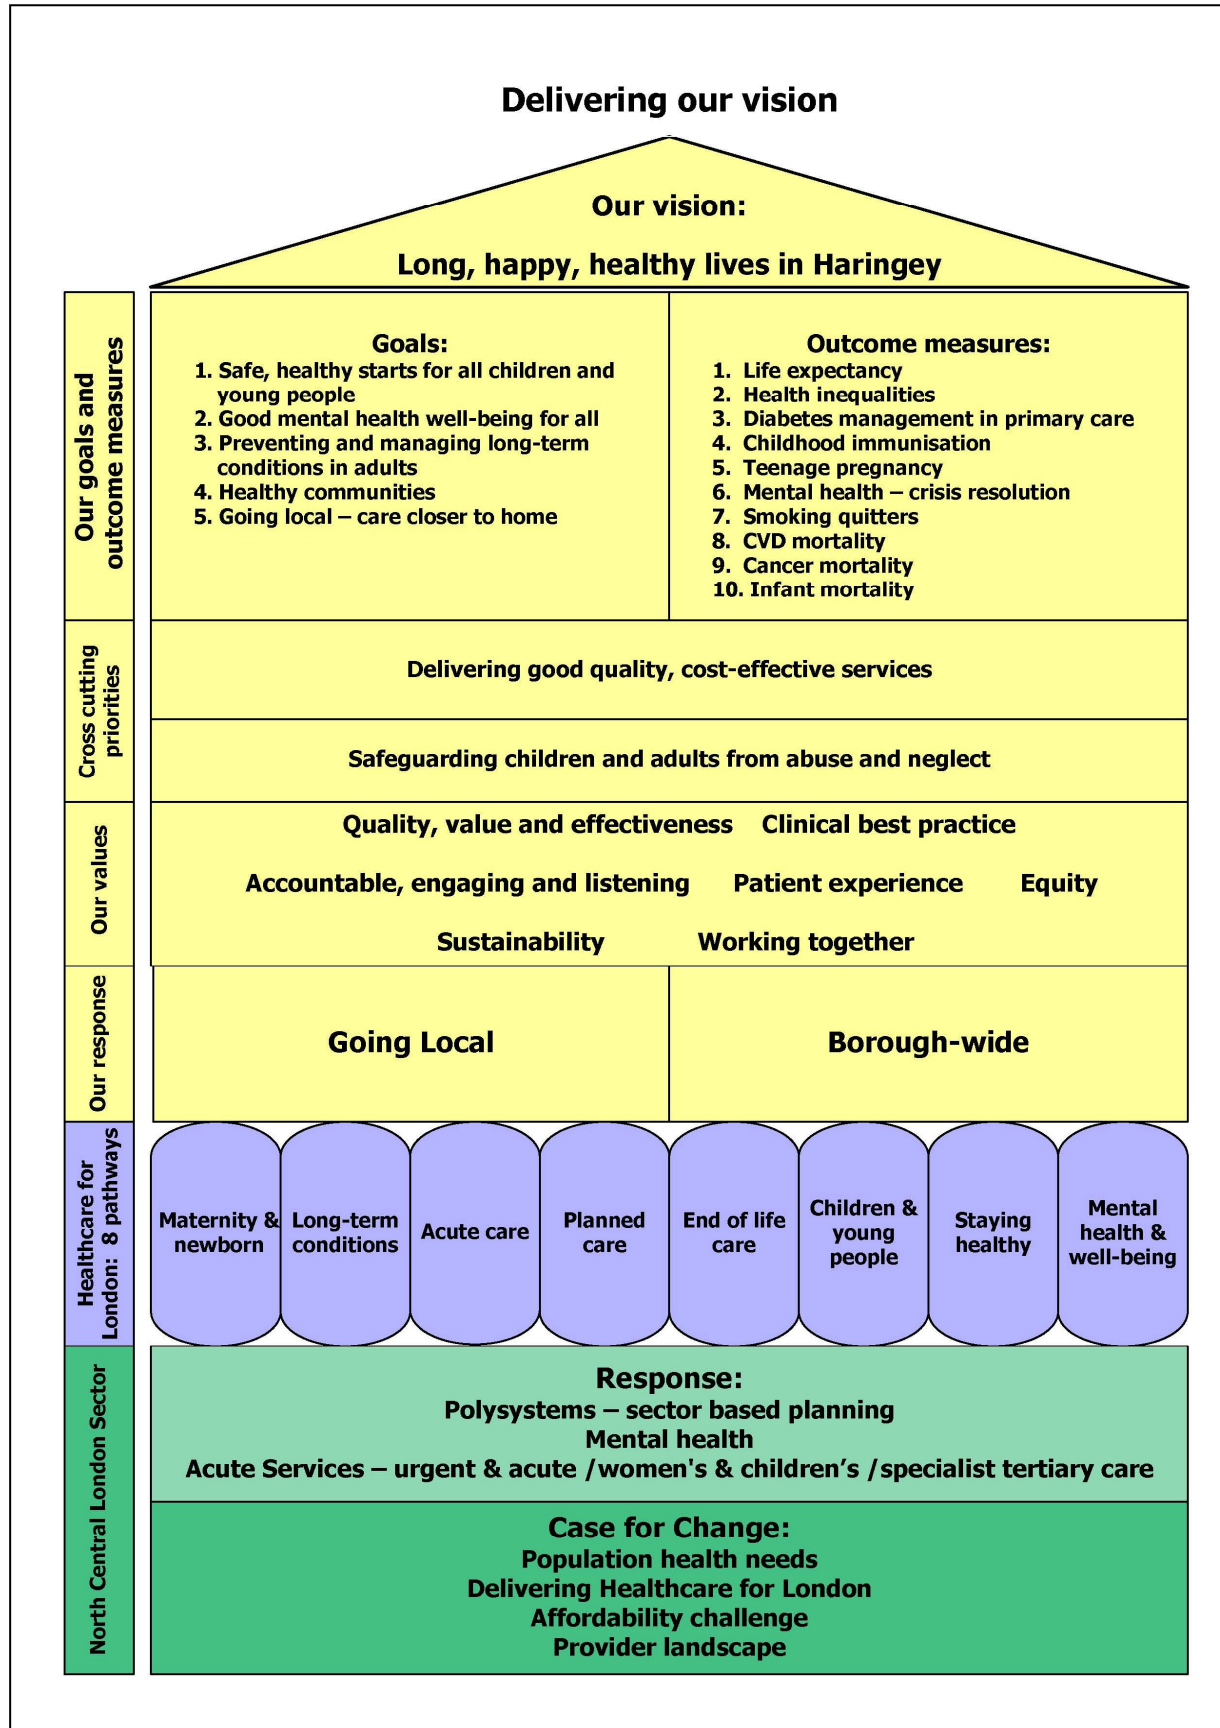 Delivering our vision
Our vision:
Long, happy, healthy lives in Haringey
Our goals and
outcome measures
Goals:
1. Safe, healthy starts for all children and
young people
2. Good mental health well-being for all
3. Preventing and managing long-term
conditions in adults
4. Healthy communities
5. Going local – care closer to home
Outcome measures:
1. Life expectancy
2. Health inequalities
3. Diabetes management in primary care
4. Childhood immunisation
5. Teenage pregnancy
6. Mental health – crisis resolution
7. Smoking quitters
8. CVD mortality
9. Cancer mortality
10. Infant mortality
Cross cutting
priorities
Delivering good quality, cost-effective services
Safeguarding children and adults from abuse and neglect
Our values
Quality, value and effectiveness Clinical best practice
Accountable, engaging and listening Patient experience Equity
Sustainability Working together
Our response
Going Local
Borough-wide
Healthcare for
London: 8 pathways
Maternity &
newborn
Long-term
conditions
Acute care
Planned
care
End of life
care
Children &
young
people
Staying
healthy
Mental
health &
well-being
North Central London Sector
Response:
Polysystems – sector based planning
Mental health
Acute Services – urgent & acute /women's & children’s /specialist tertiary care
Case for Change:
Population health needs
Delivering Healthcare for London
Affordability challenge
Provider landscape